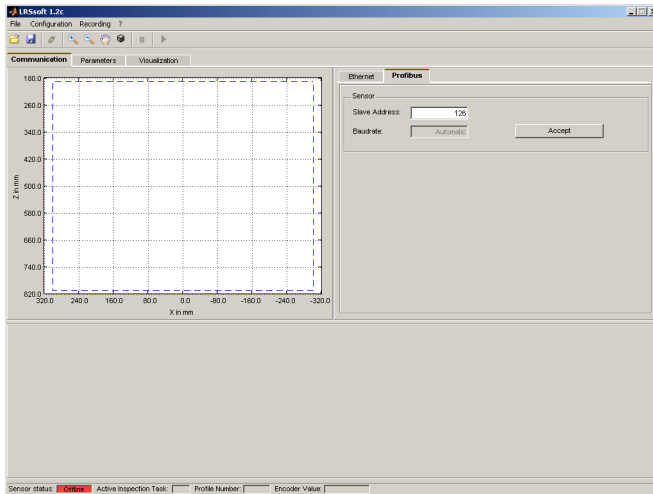 LRSsoft 1.2c
File Configuration Recording ?
Communication Parameters Visualization
Ethernet Profibus
Sensor
Slave Address: 126
Baudrate: Automatic Accept
180.0
260.0
340.0
420.0
500.0
580.0
660.0
740.0
820.0
Z in mm
320.0 240.0 160.0 80.0 0.0 -80.0 -160.0 -240.0 -320.0
X in mm
Sensor status: Offline Active Inspection Task: Profile Number: Encoder Value: